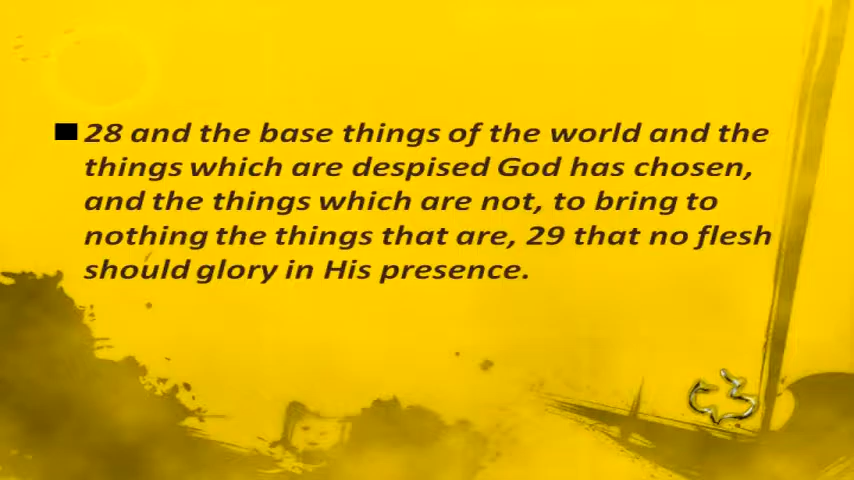 28 and the base things of the world and the
things which are despised God has chosen,
and the things which are not, to bring to
nothing the things that are, 29 that no flesh
should glory in His presence.